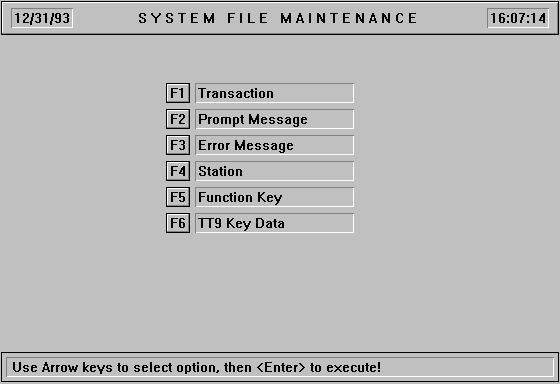 12/31/93 SYSTEM FILE MAINTENANCE 16:07:14
F1 Transaction
F2 Prompt Message
F3 Error Message
F4 Station
F5 Function Key
F6 TT9 Key Data
Use Arrow keys to select option, then <Enter> to execute!